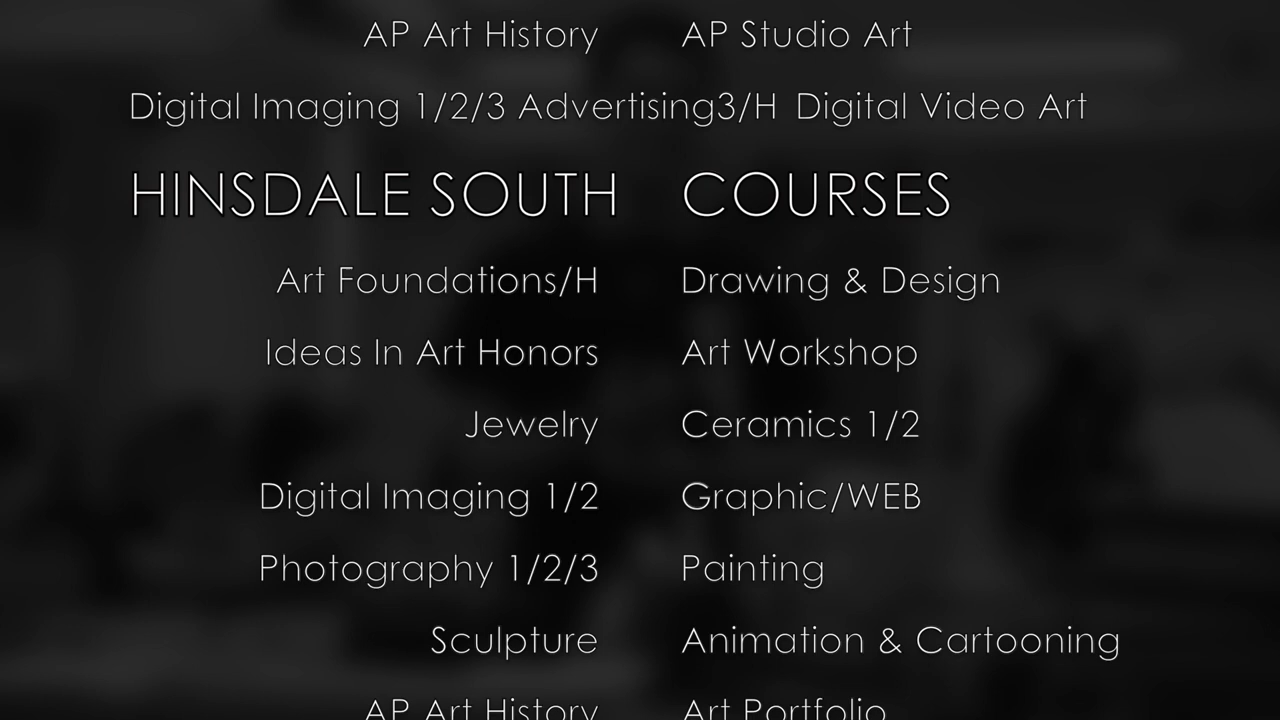 AP Art History AP Studio Art
Digital Imaging 1/2/3 Advertising3/H Digital Video Art
HINSDALE SOUTH COURSES
Art Foundations/H Drawing & Design
Ideas In Art Honors Art Workshop
Jewelry Ceramics 1/2
Digital Imaging 1/2 Graphic/WEB
Photography 1/2/3 Painting
Sculpture Animation & Cartooning
AP Art History Art Portfolio